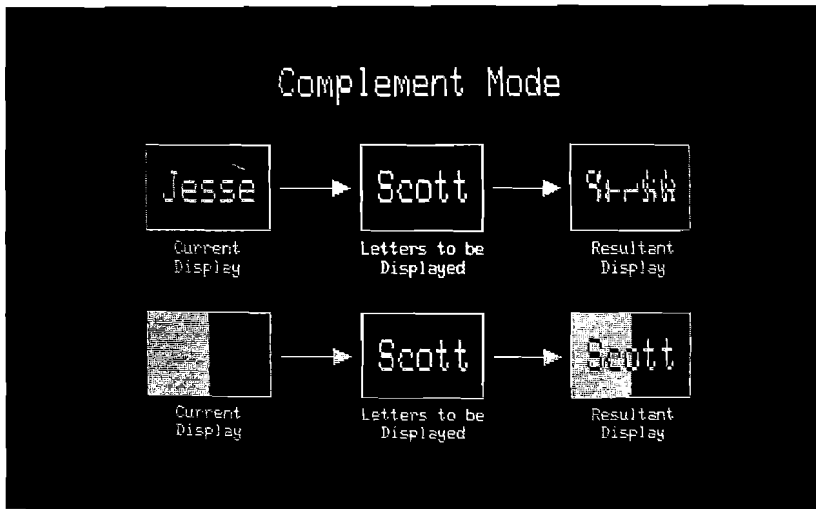 Complement Mode
Jesse
Scott
Current
Display
Letters to be
Displayed
Resultant
Display
Scott
Scott
Current
Display
Letters to be
Displayed
Resultant
Display